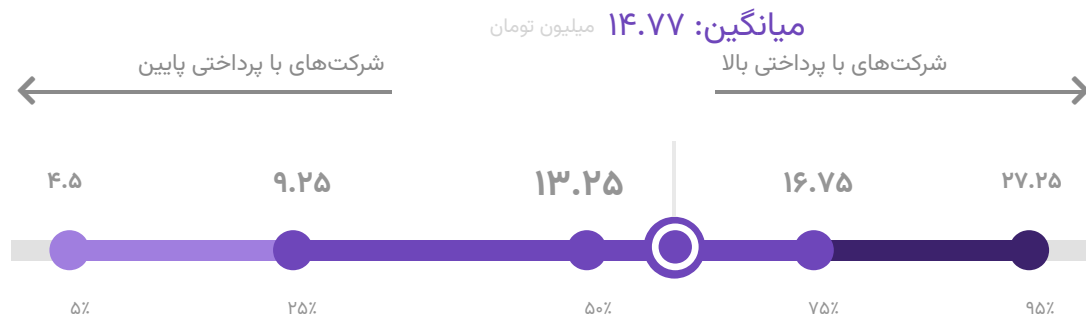 میانگین: ۱۴.۷۷ میلیون تومان
شرکت‌های با پرداختی بالا
شرکت‌های با پرداختی پایین
۴.۵ ۹.۲۵ ۱۳.۲۵ ۱۶.۷۵ ۲۷.۲۵
۵٪ ۲۵٪ ۵۰٪ ۷۵٪ ۹۵٪